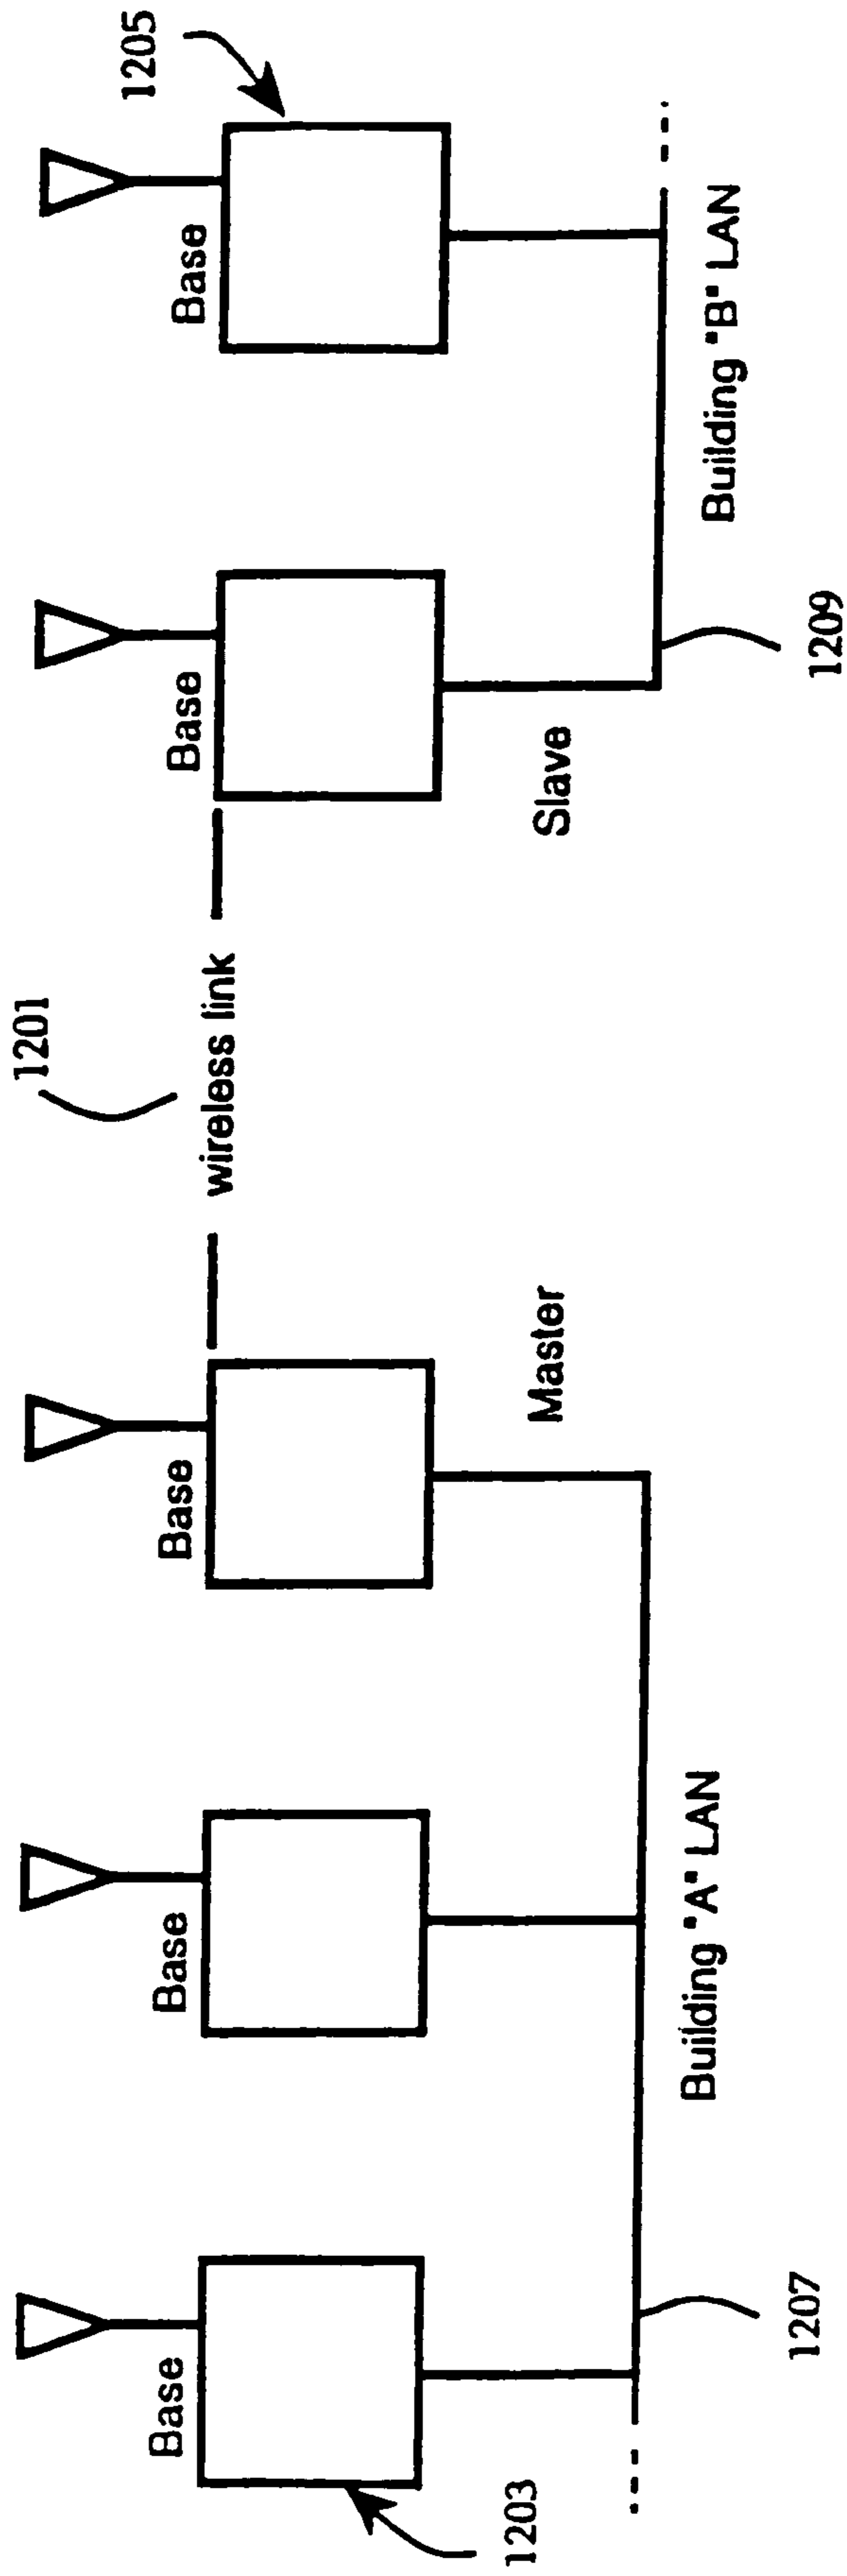 1201
1205
Base
Base
Base
Base
Base
wireless link
1203
Master
Slave
1207
Building "A" LAN
1209
Building "B" LAN